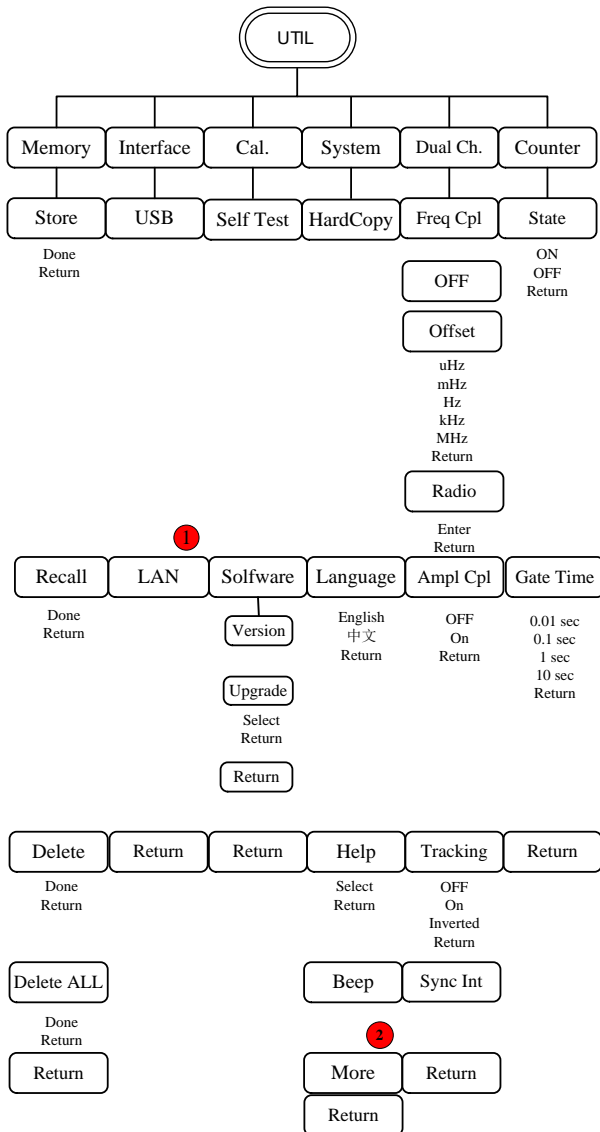 UTIL
Memory Interface Cal. System Dual Ch. Counter
Store USB Self Test HardCopy Freq Cpl State
Done
Return
ON
OFF
Return
OFF
Offset
uHz
mHz
Hz
kHz
MHz
Return
Radio
Enter
Return
1
Recall LAN Solfware Language Ampl Cpl Gate Time
Done
Return
Version
Upgrade
Select
Return
Return
English
中文
Return
OFF
On
Return
0.01 sec
0.1 sec
1 sec
10 sec
Return
Delete Return Return Help Tracking Return
Done
Return
Select
Return
OFF
On
Inverted
Return
Delete ALL Beep Sync Int
Done
Return
2
Return More Return
Return